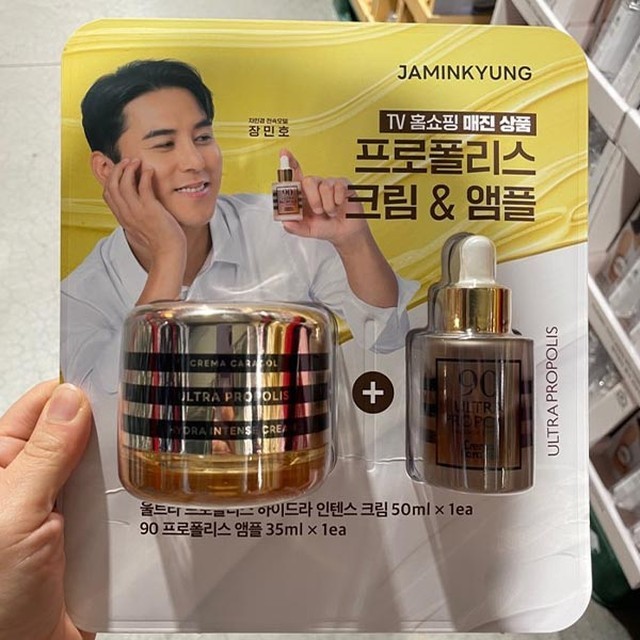 JAMINKYUNG
TV 홈쇼핑 매진 상품
프로폴리스
크림 & 앰플
자민경 전속모델
장민호
CREMA CARACOL
ULTRA PROPOLIS
HYDRA INTENSE CREAM
+
90
ULTRA
PROPOLIS
ULTRA PROPOLIS
울트라 프로폴리스 하이드라 인텐스 크림 50ml × 1ea
90 프로폴리스 앰플 35ml × 1ea